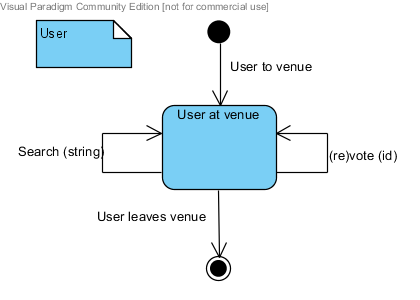 Visual Paradigm Community Edition [not for commercial use]
User
User to venue
User at venue
Search (string)
(re)vote (id)
User leaves venue